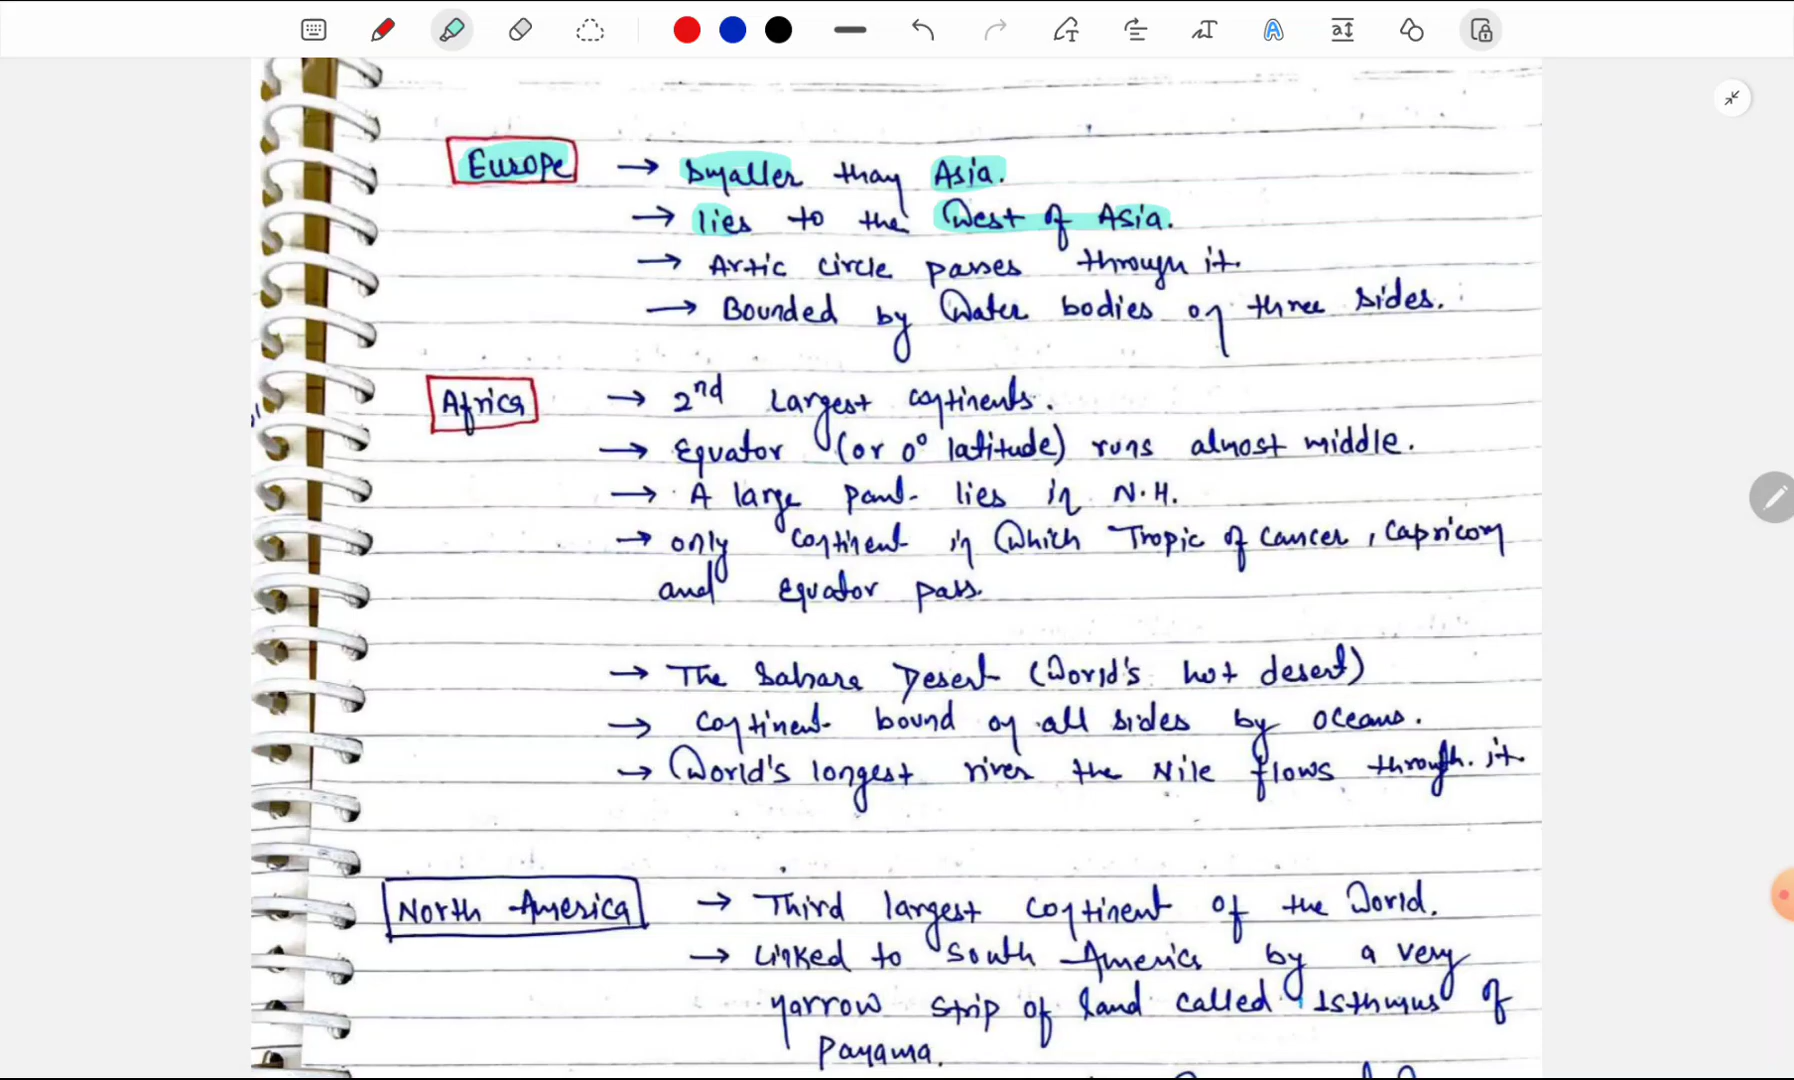 Europe → Smaller than Asia.
→ lies to the West of Asia.
→ Artic circle passes through it.
→ Bounded by Water bodies on three sides.
Africa → 2nd Largest continents.
→ Equator (or 0° latitude) runs almost middle.
→ A large part lies in N.H.
→ only continent in which Tropic of cancer, Capricorn
and Equator pass.
→ The Sahara Desert (World's hot desert)
→ Continent bound on all sides by oceans.
→ World's longest river the Nile flows through it.
North America → Third largest continent of the World.
→ Linked to South America by a very
narrow strip of land called Isthmus of
Panama.